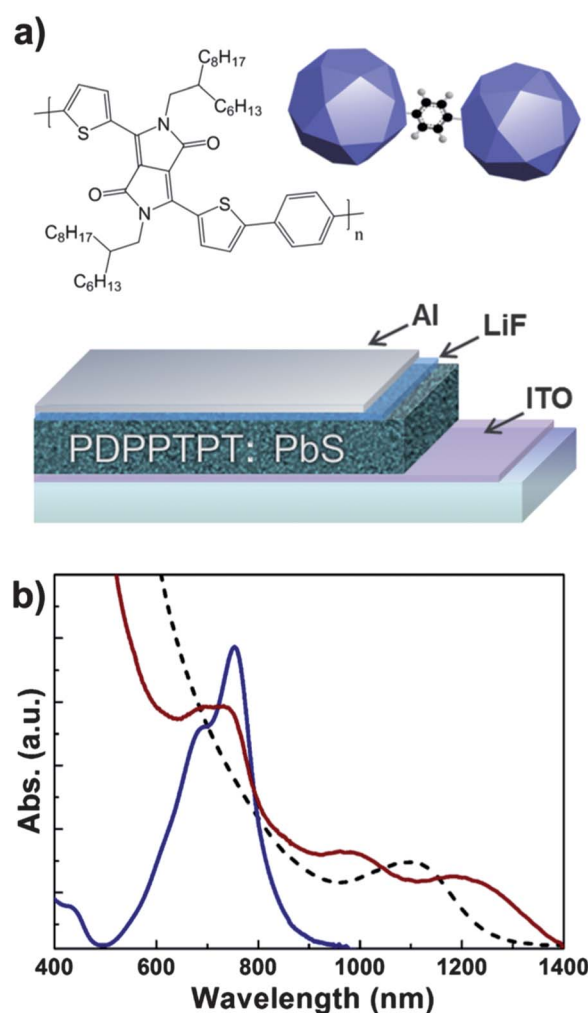 a)
C8H17
C6H13
S
N
O
O
N
S
C8H17
C6H13
n
Al
LiF
ITO
PDPPTPT: PbS
b)
Abs. (a.u.)
400 600 800 1000 1200 1400
Wavelength (nm)